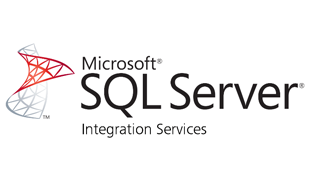 Microsoft®
SQL Server®
Integration Services
™